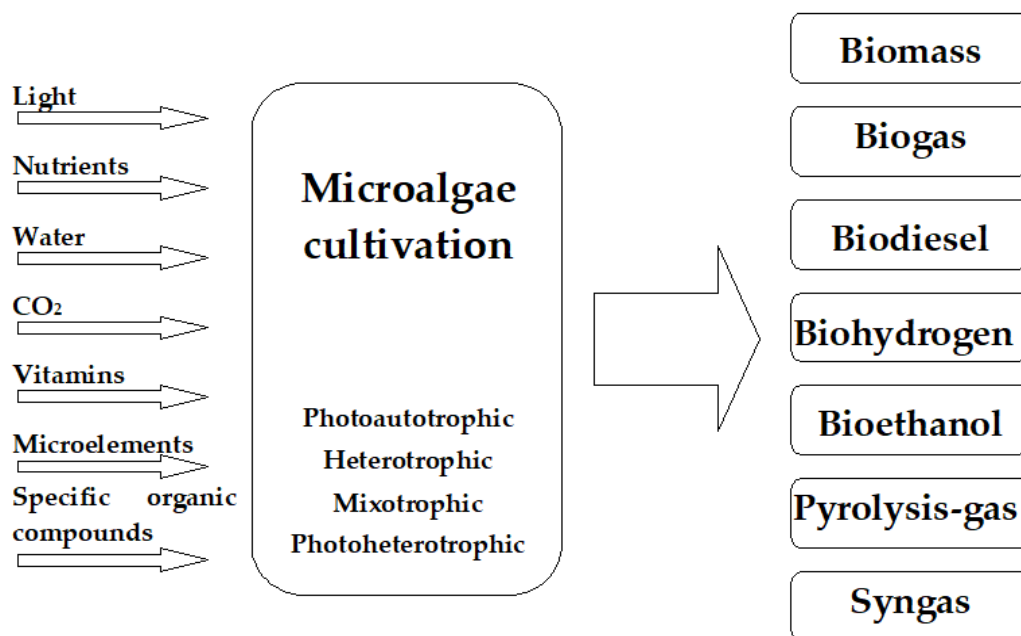 Light
Nutrients
Water
CO₂
Vitamins
Microelements
Specific organic
compounds
Microalgae
cultivation
Photoautotrophic
Heterotrophic
Mixotrophic
Photoheterotrophic
Biomass
Biogas
Biodiesel
Biohydrogen
Bioethanol
Pyrolysis-gas
Syngas